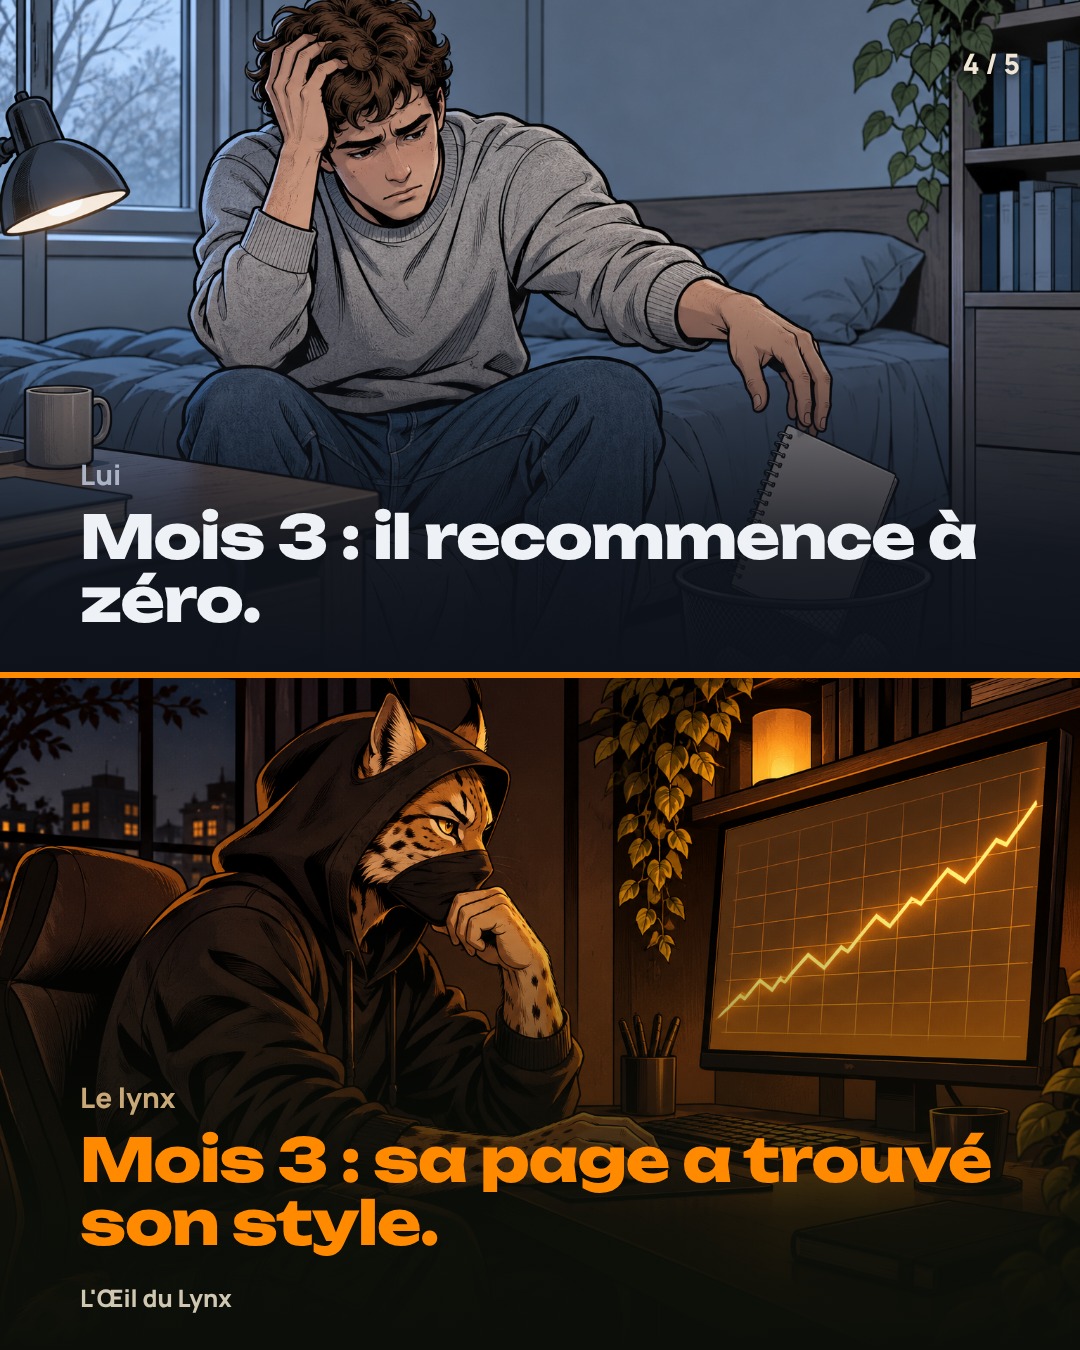 4 / 5
Lui
Mois 3 : il recommence à
zéro.
Le lynx
Mois 3 : sa page a trouvé
son style.
L'Œil du Lynx